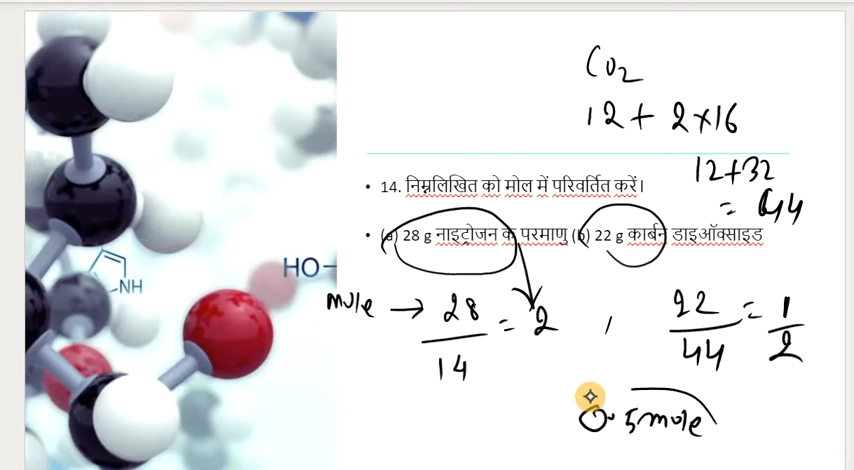 CO2
12 + 2×16
12+32
= 44
• 14. निम्नलिखित को मोल में परिवर्तित करें।
• (a) 28 g नाइट्रोजन के परमाणु (b) 22 g कार्बन डाइऑक्साइड
HO-
NH
mole → 28/14 = 2 , 22/44 = 1/2
0.5 mole